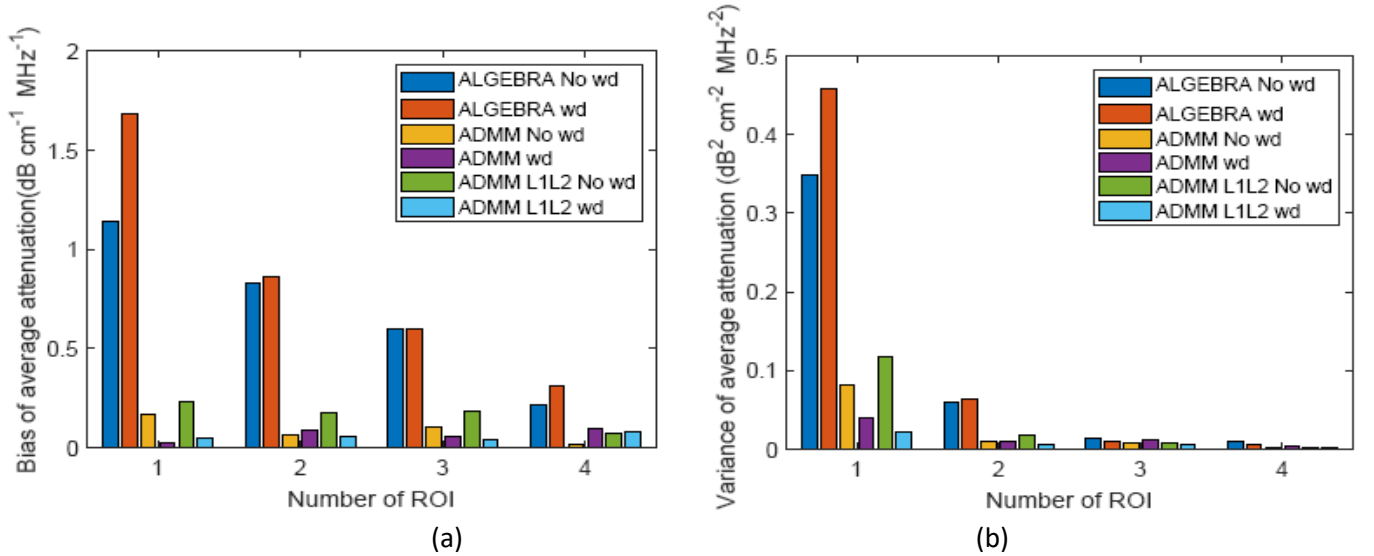 Bias of average attenuation(dB cm-1 MHz-1)
2
1.5
1
0.5
0
ALGEBRA No wd
ALGEBRA wd
ADMM No wd
ADMM wd
ADMM L1L2 No wd
ADMM L1L2 wd
1 2 3 4
Number of ROI
(a)
Variance of average attenuation (dB2 cm-2 MHz-2)
0.5
0.4
0.3
0.2
0.1
0
ALGEBRA No wd
ALGEBRA wd
ADMM No wd
ADMM wd
ADMM L1L2 No wd
ADMM L1L2 wd
1 2 3 4
Number of ROI
(b)